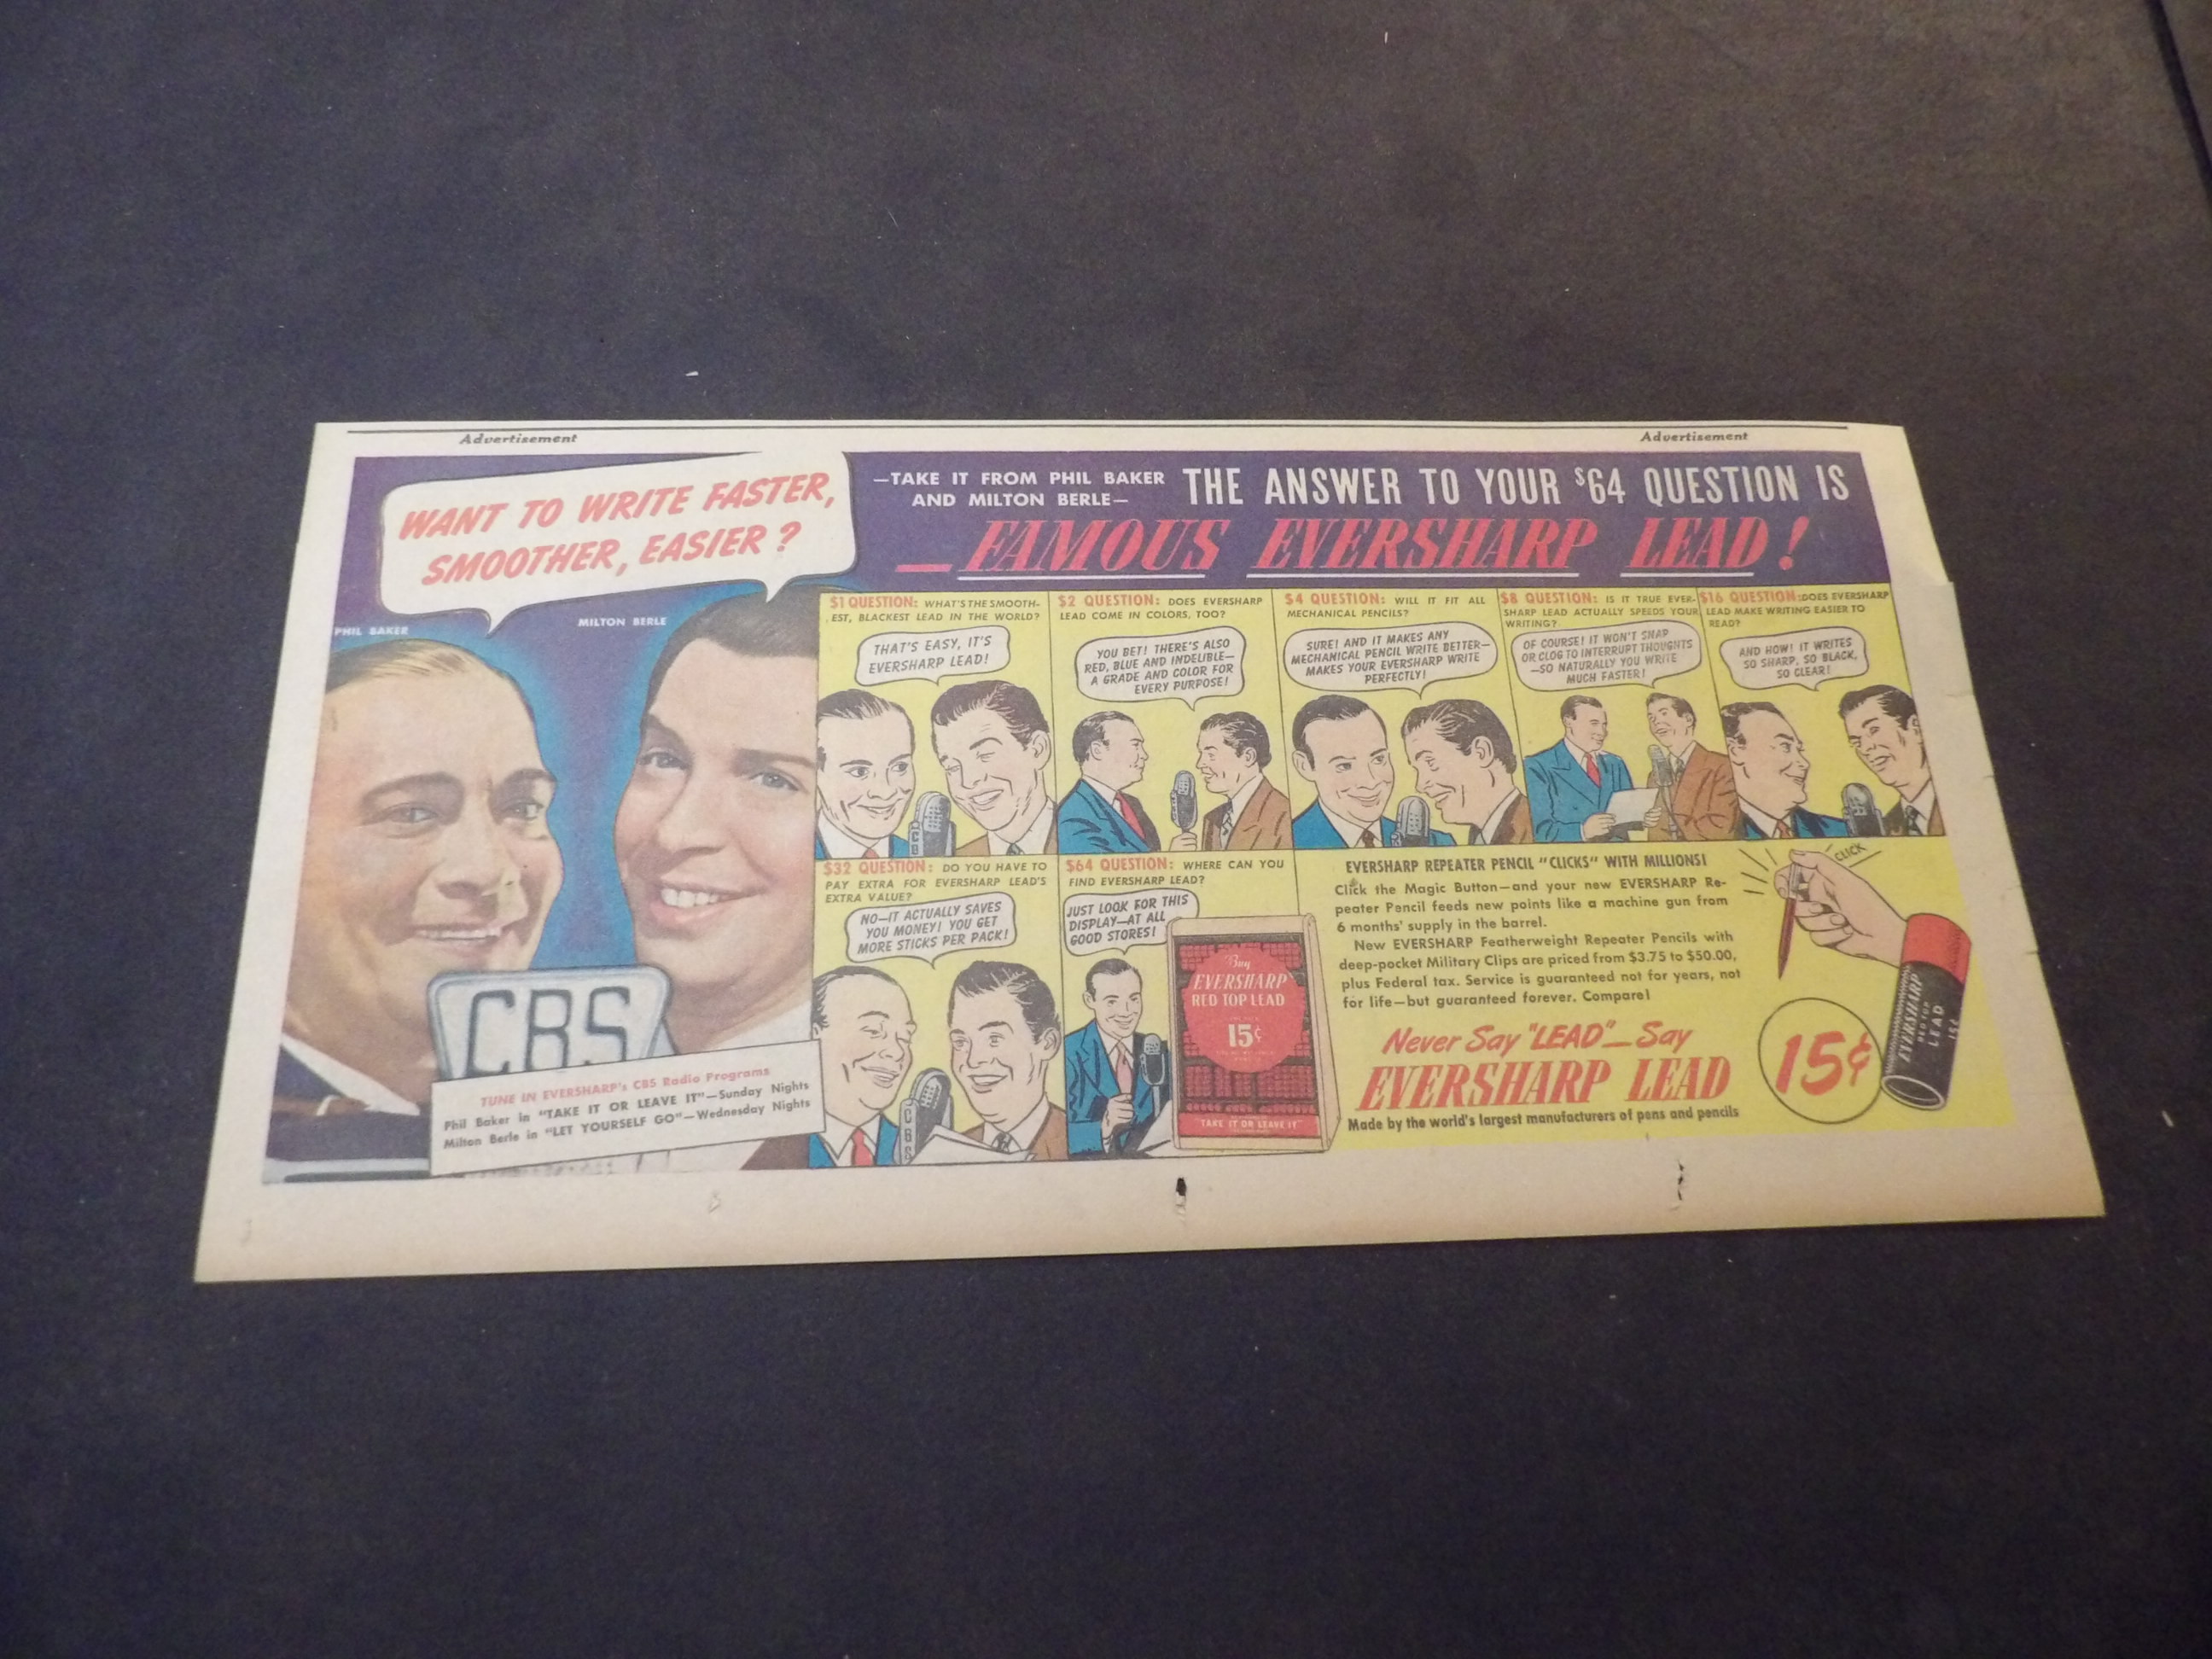 Advertisement
Advertisement
WANT TO WRITE FASTER,
SMOOTHER, EASIER?
—TAKE IT FROM PHIL BAKER
AND MILTON BERLE—
THE ANSWER TO YOUR $64 QUESTION IS
—FAMOUS EVERSHARP LEAD!
PHIL BAKER
MILTON BERLE
CBS
TUNE IN EVERSHARP's CBS Radio Programs
Phil Baker in "TAKE IT OR LEAVE IT"—Sunday Nights
Milton Berle in "LET YOURSELF GO"—Wednesday Nights
$1 QUESTION: WHAT'S THE SMOOTH-
EST, BLACKEST LEAD IN THE WORLD?
THAT'S EASY, IT'S
EVERSHARP LEAD!
CBS
$2 QUESTION: DOES EVERSHARP
LEAD COME IN COLORS, TOO?
YOU BET! THERE'S ALSO
RED, BLUE AND INDELIBLE—
A GRADE AND COLOR FOR
EVERY PURPOSE!
$4 QUESTION: WILL IT FIT ALL
MECHANICAL PENCILS?
SURE! AND IT MAKES ANY
MECHANICAL PENCIL WRITE BETTER—
MAKES YOUR EVERSHARP WRITE
PERFECTLY!
$8 QUESTION: IS IT TRUE EVER-
SHARP LEAD ACTUALLY SPEEDS YOUR
WRITING?
OF COURSE! IT WON'T SNAP
OR CLOG TO INTERRUPT THOUGHTS
—SO NATURALLY YOU WRITE
MUCH FASTER!
$16 QUESTION: DOES EVERSHARP
LEAD MAKE WRITING EASIER TO
READ?
AND HOW! IT WRITES
SO SHARP, SO BLACK,
SO CLEAR!
$32 QUESTION: DO YOU HAVE TO
PAY EXTRA FOR EVERSHARP LEAD'S
EXTRA VALUE?
NO—IT ACTUALLY SAVES
YOU MONEY! YOU GET
MORE STICKS PER PACK!
CBS
$64 QUESTION: WHERE CAN YOU
FIND EVERSHARP LEAD?
JUST LOOK FOR THIS
DISPLAY—AT ALL
GOOD STORES!
Buy
EVERSHARP
RED TOP LEAD
15¢
"TAKE IT OR LEAVE IT"
EVERSHARP REPEATER PENCIL "CLICKS" WITH MILLIONS!
Click the Magic Button—and your new EVERSHARP Re-
peater Pencil feeds new points like a machine gun from
6 months' supply in the barrel.
New EVERSHARP Featherweight Repeater Pencils with
deep-pocket Military Clips are priced from $3.75 to $50.00,
plus Federal tax. Service is guaranteed not for years, not
for life—but guaranteed forever. Compare!
Never Say "LEAD"—Say
EVERSHARP LEAD
Made by the world's largest manufacturers of pens and pencils
CLICK
15¢
EVERSHARP
RED TOP
LEAD
15¢